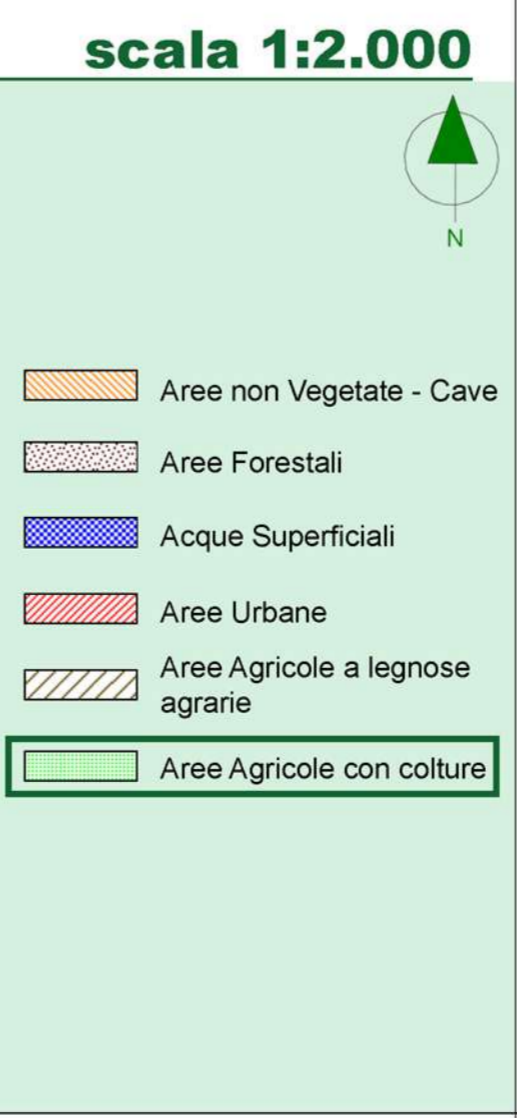 scala 1:2.000
N
Aree non Vegetate - Cave
Aree Forestali
Acque Superficiali
Aree Urbane
Aree Agricole a legnose
agrarie
Aree Agricole con colture